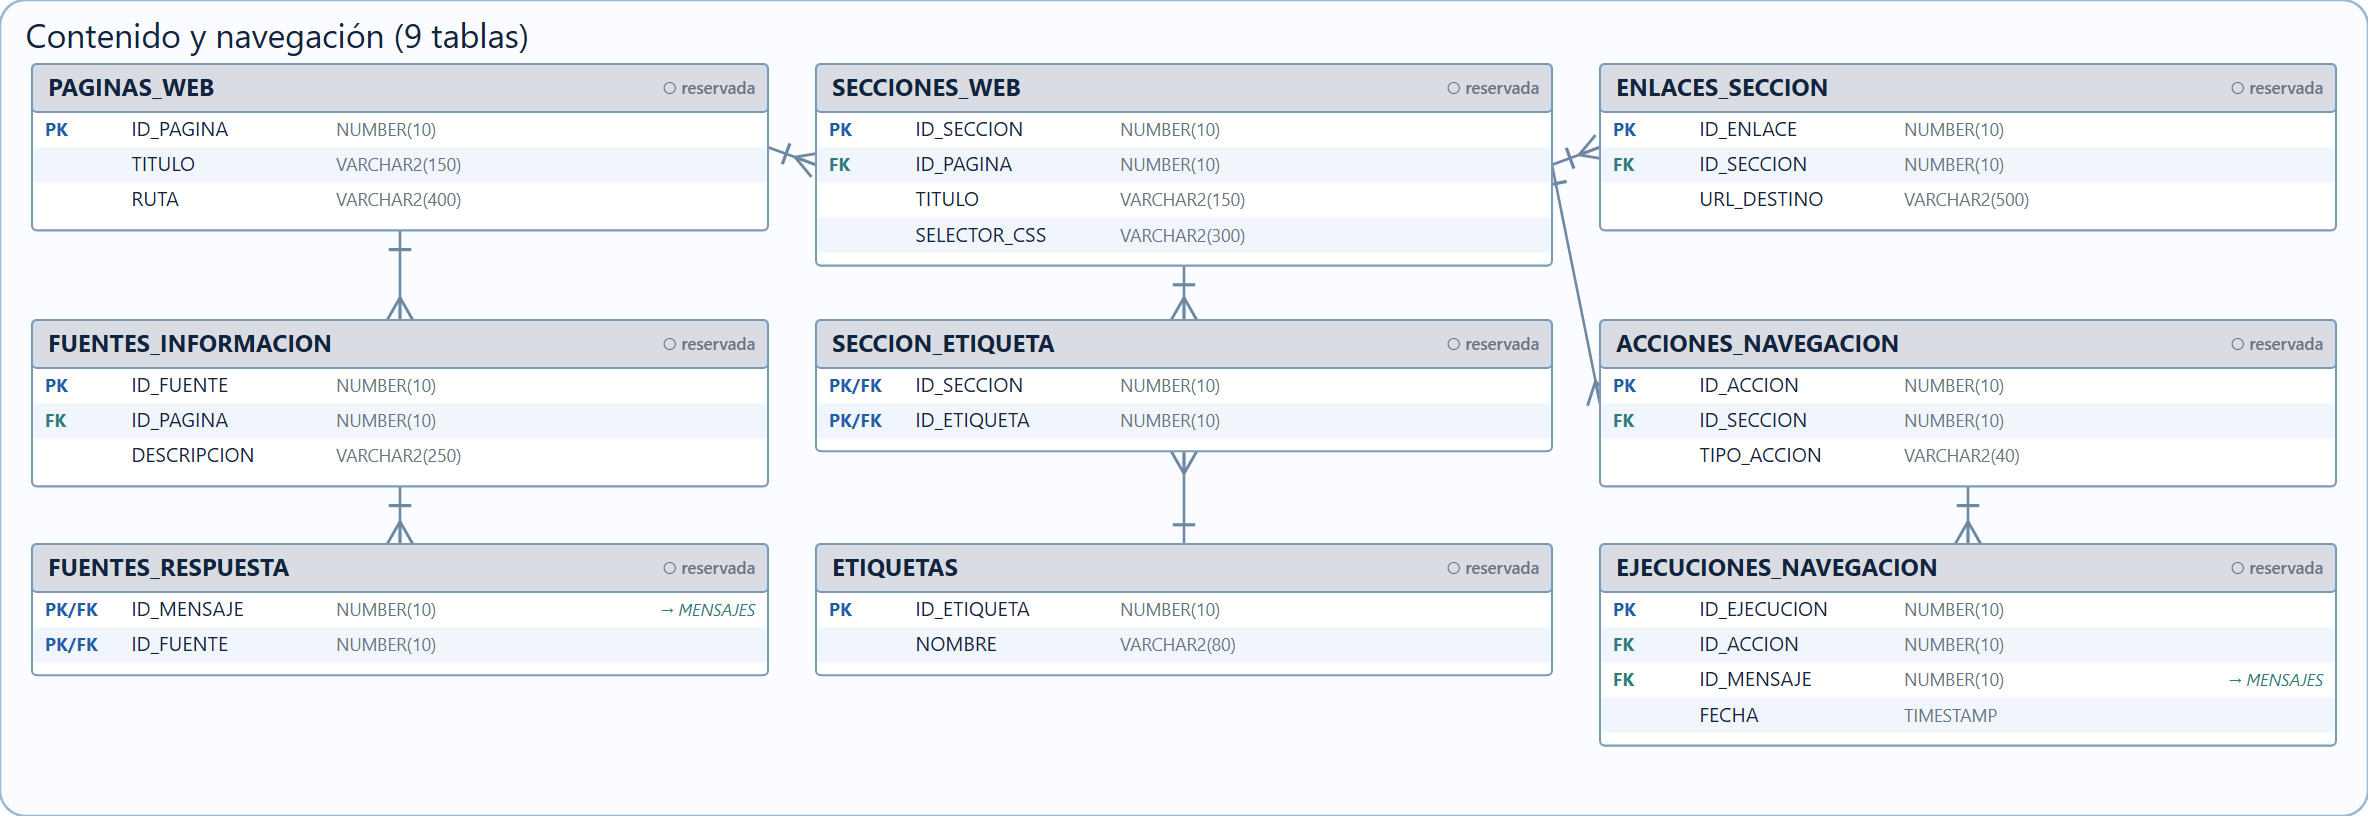 Contenido y navegación (9 tablas)
PAGINAS_WEB ○ reservada
PK ID_PAGINA NUMBER(10)
TITULO VARCHAR2(150)
RUTA VARCHAR2(400)
SECCIONES_WEB ○ reservada
PK ID_SECCION NUMBER(10)
FK ID_PAGINA NUMBER(10)
TITULO VARCHAR2(150)
SELECTOR_CSS VARCHAR2(300)
ENLACES_SECCION ○ reservada
PK ID_ENLACE NUMBER(10)
FK ID_SECCION NUMBER(10)
URL_DESTINO VARCHAR2(500)
FUENTES_INFORMACION ○ reservada
PK ID_FUENTE NUMBER(10)
FK ID_PAGINA NUMBER(10)
DESCRIPCION VARCHAR2(250)
SECCION_ETIQUETA ○ reservada
PK/FK ID_SECCION NUMBER(10)
PK/FK ID_ETIQUETA NUMBER(10)
ACCIONES_NAVEGACION ○ reservada
PK ID_ACCION NUMBER(10)
FK ID_SECCION NUMBER(10)
TIPO_ACCION VARCHAR2(40)
FUENTES_RESPUESTA ○ reservada
PK/FK ID_MENSAJE NUMBER(10) → MENSAJES
PK/FK ID_FUENTE NUMBER(10)
ETIQUETAS ○ reservada
PK ID_ETIQUETA NUMBER(10)
NOMBRE VARCHAR2(80)
EJECUCIONES_NAVEGACION ○ reservada
PK ID_EJECUCION NUMBER(10)
FK ID_ACCION NUMBER(10)
FK ID_MENSAJE NUMBER(10) → MENSAJES
FECHA TIMESTAMP